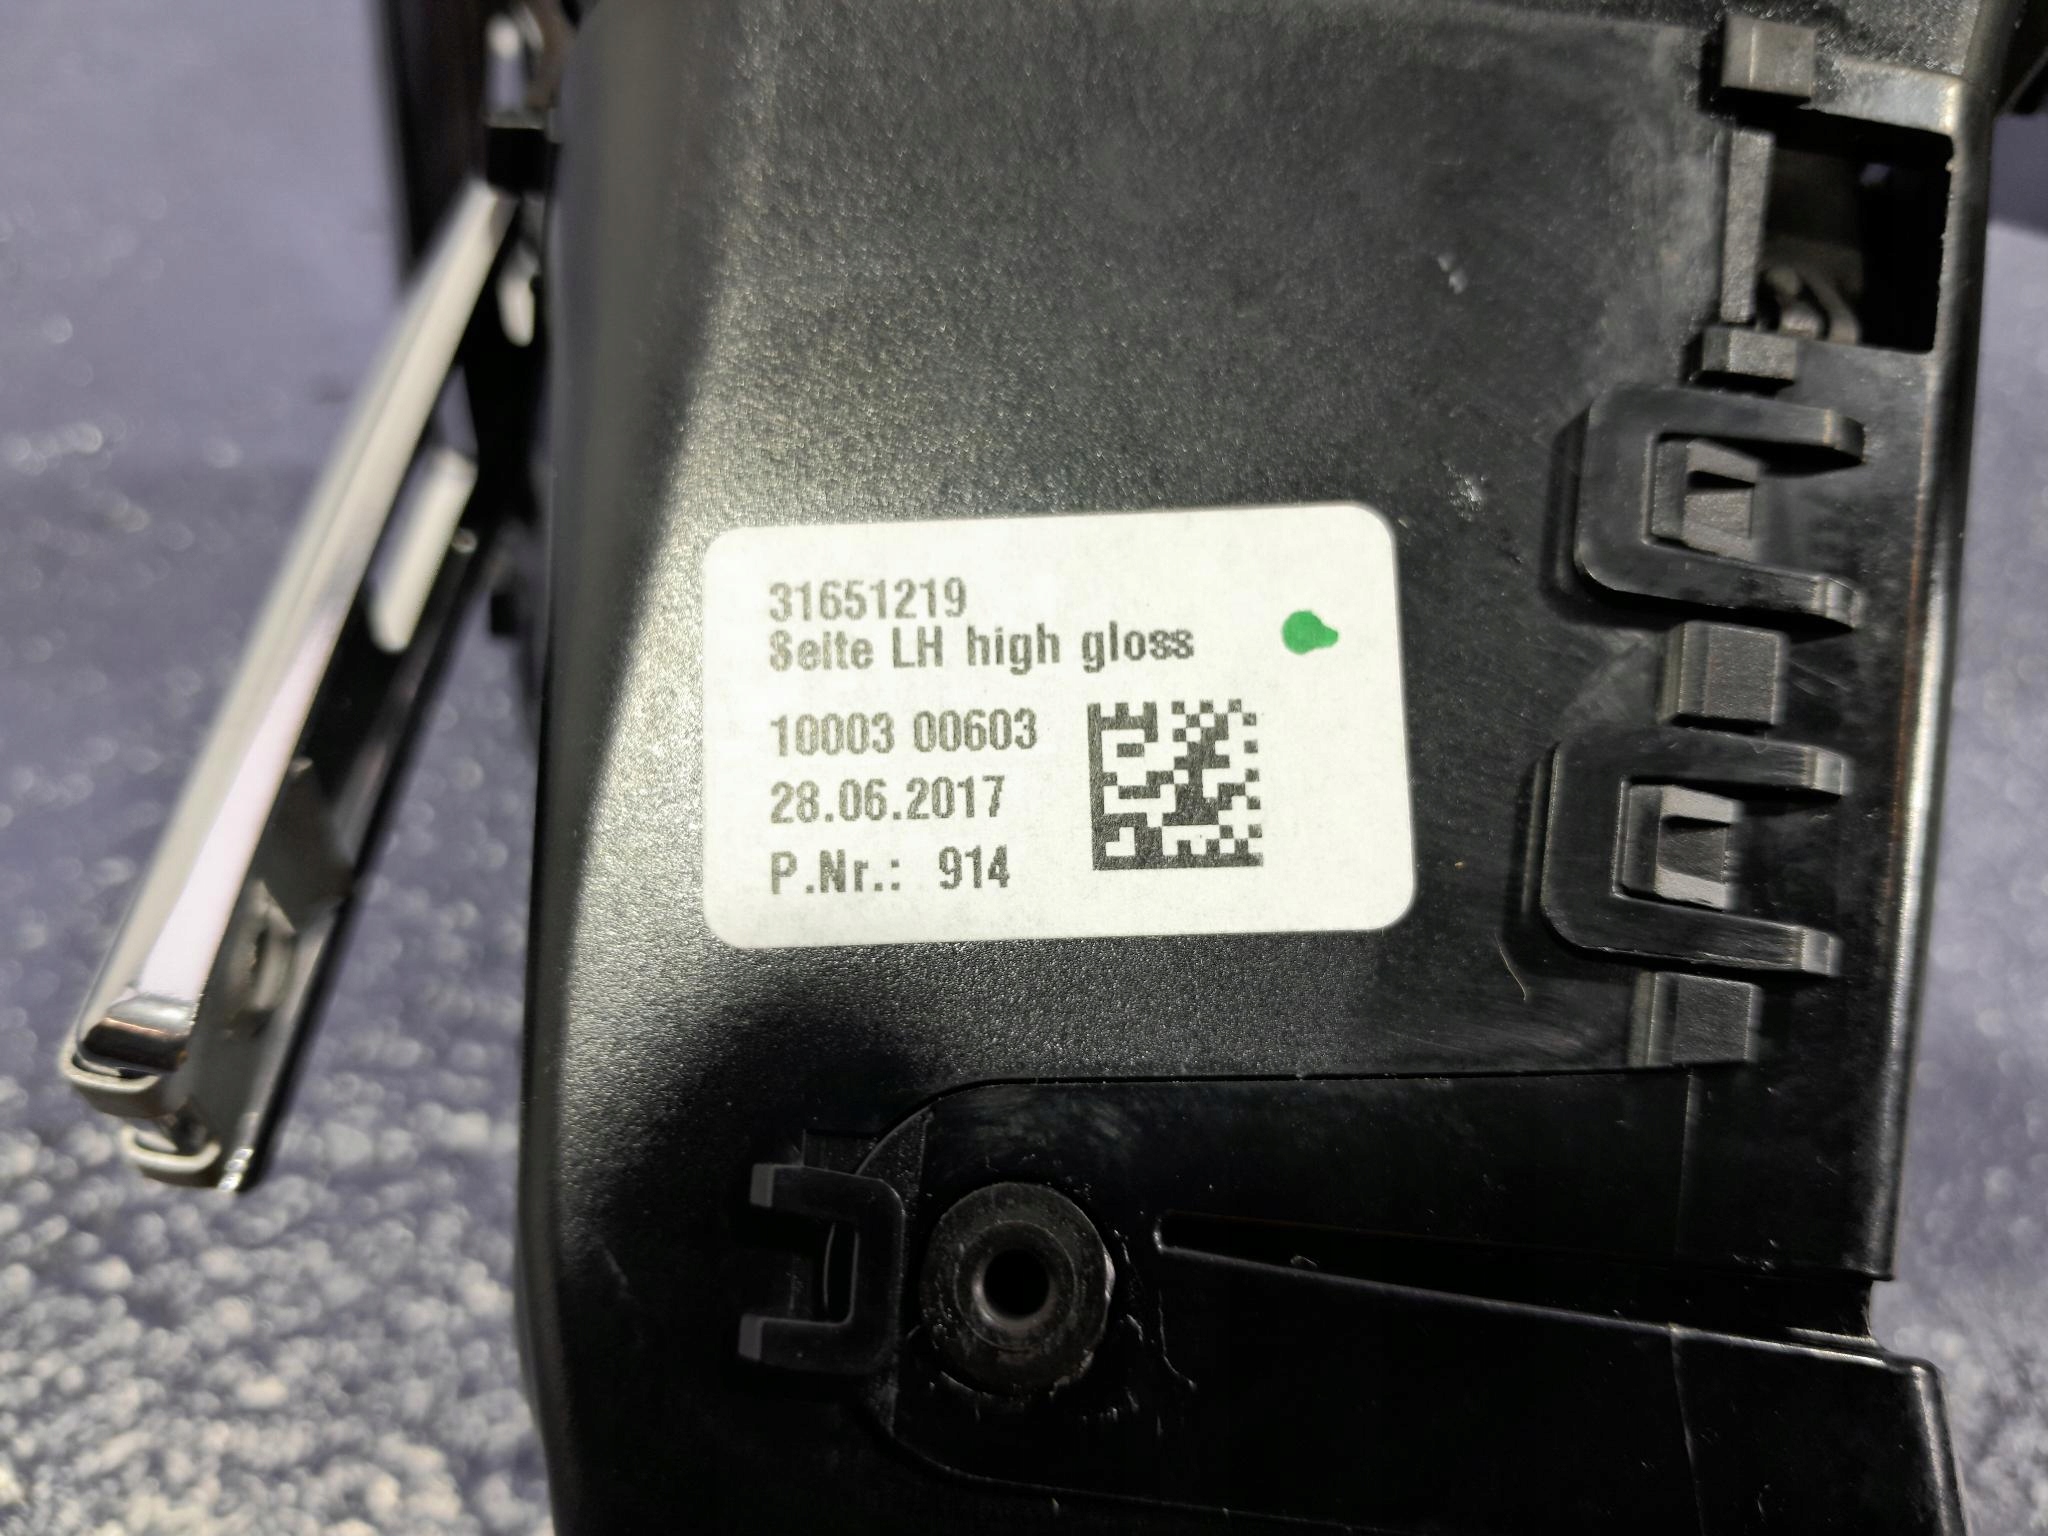 31651219
Seite LH high gloss
10003 00603
28.06.2017
P.Nr.: 914